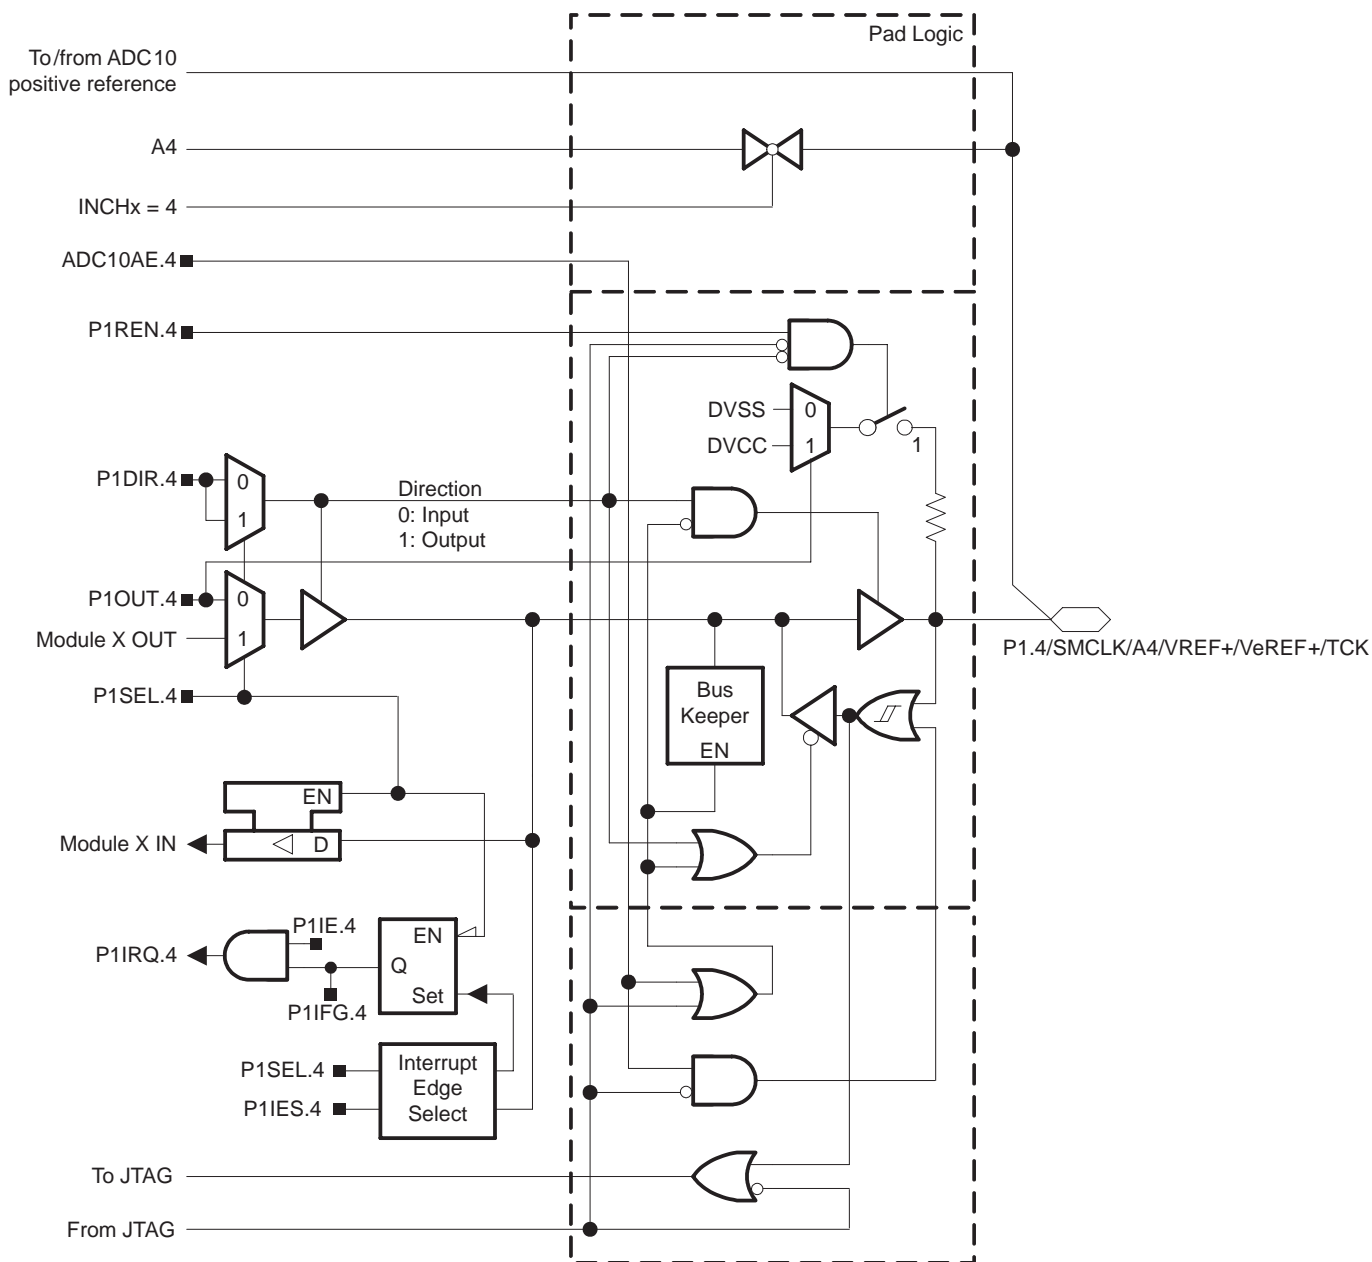 Pad Logic
To/from ADC10
positive reference
A4
INCHx = 4
ADC10AE.4
P1REN.4
DVSS
0
DVCC
1
1
P1DIR.4
0
1
Direction
0: Input
1: Output
P1OUT.4
0
Module X OUT
1
P1.4/SMCLK/A4/VREF+/VeREF+/TCK
P1SEL.4
Bus
Keeper
EN
EN
Module X IN
D
P1IE.4
P1IRQ.4
EN
Q
Set
P1IFG.4
P1SEL.4
P1IES.4
Interrupt
Edge
Select
To JTAG
From JTAG